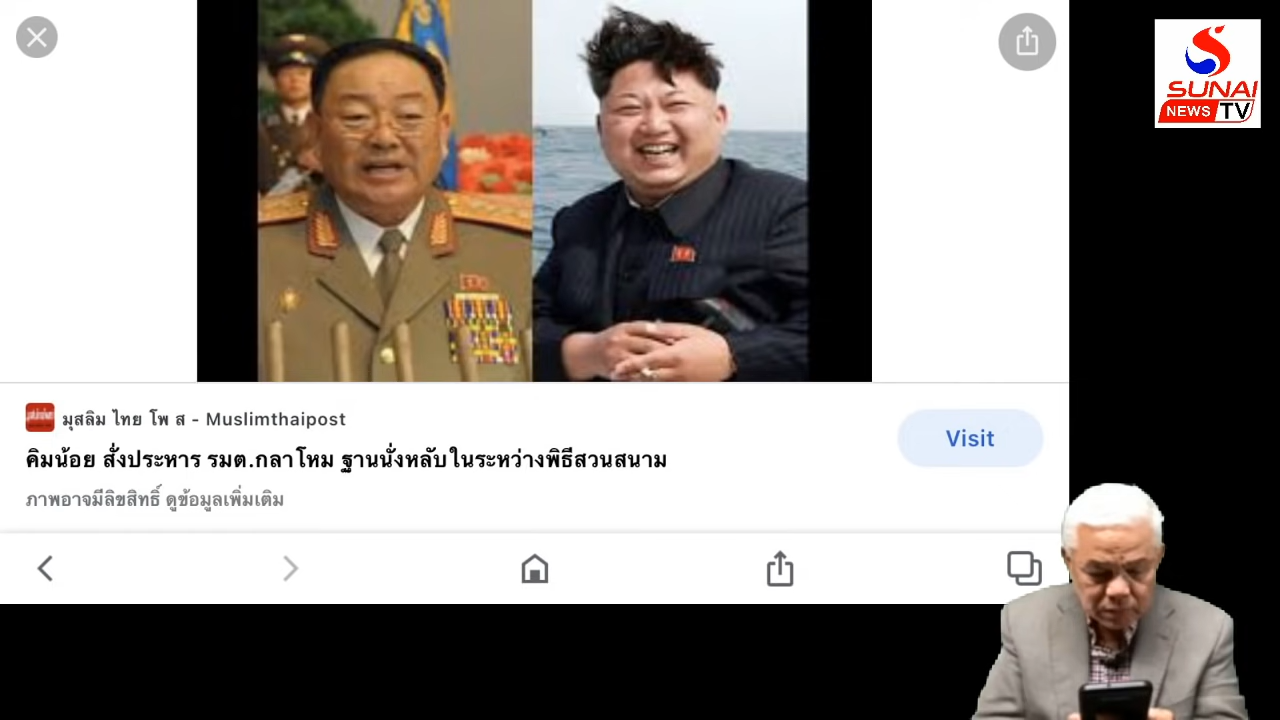 SUNAI
NEWS TV
มุสลิม ไทย โพ ส - Muslimthaipost
Visit
คิมน้อย สั่งประหาร รมต.กลาโหม ฐานนั่งหลับในระหว่างพิธีสวนสนาม
ภาพอาจมีลิขสิทธิ์ ดูข้อมูลเพิ่มเติม